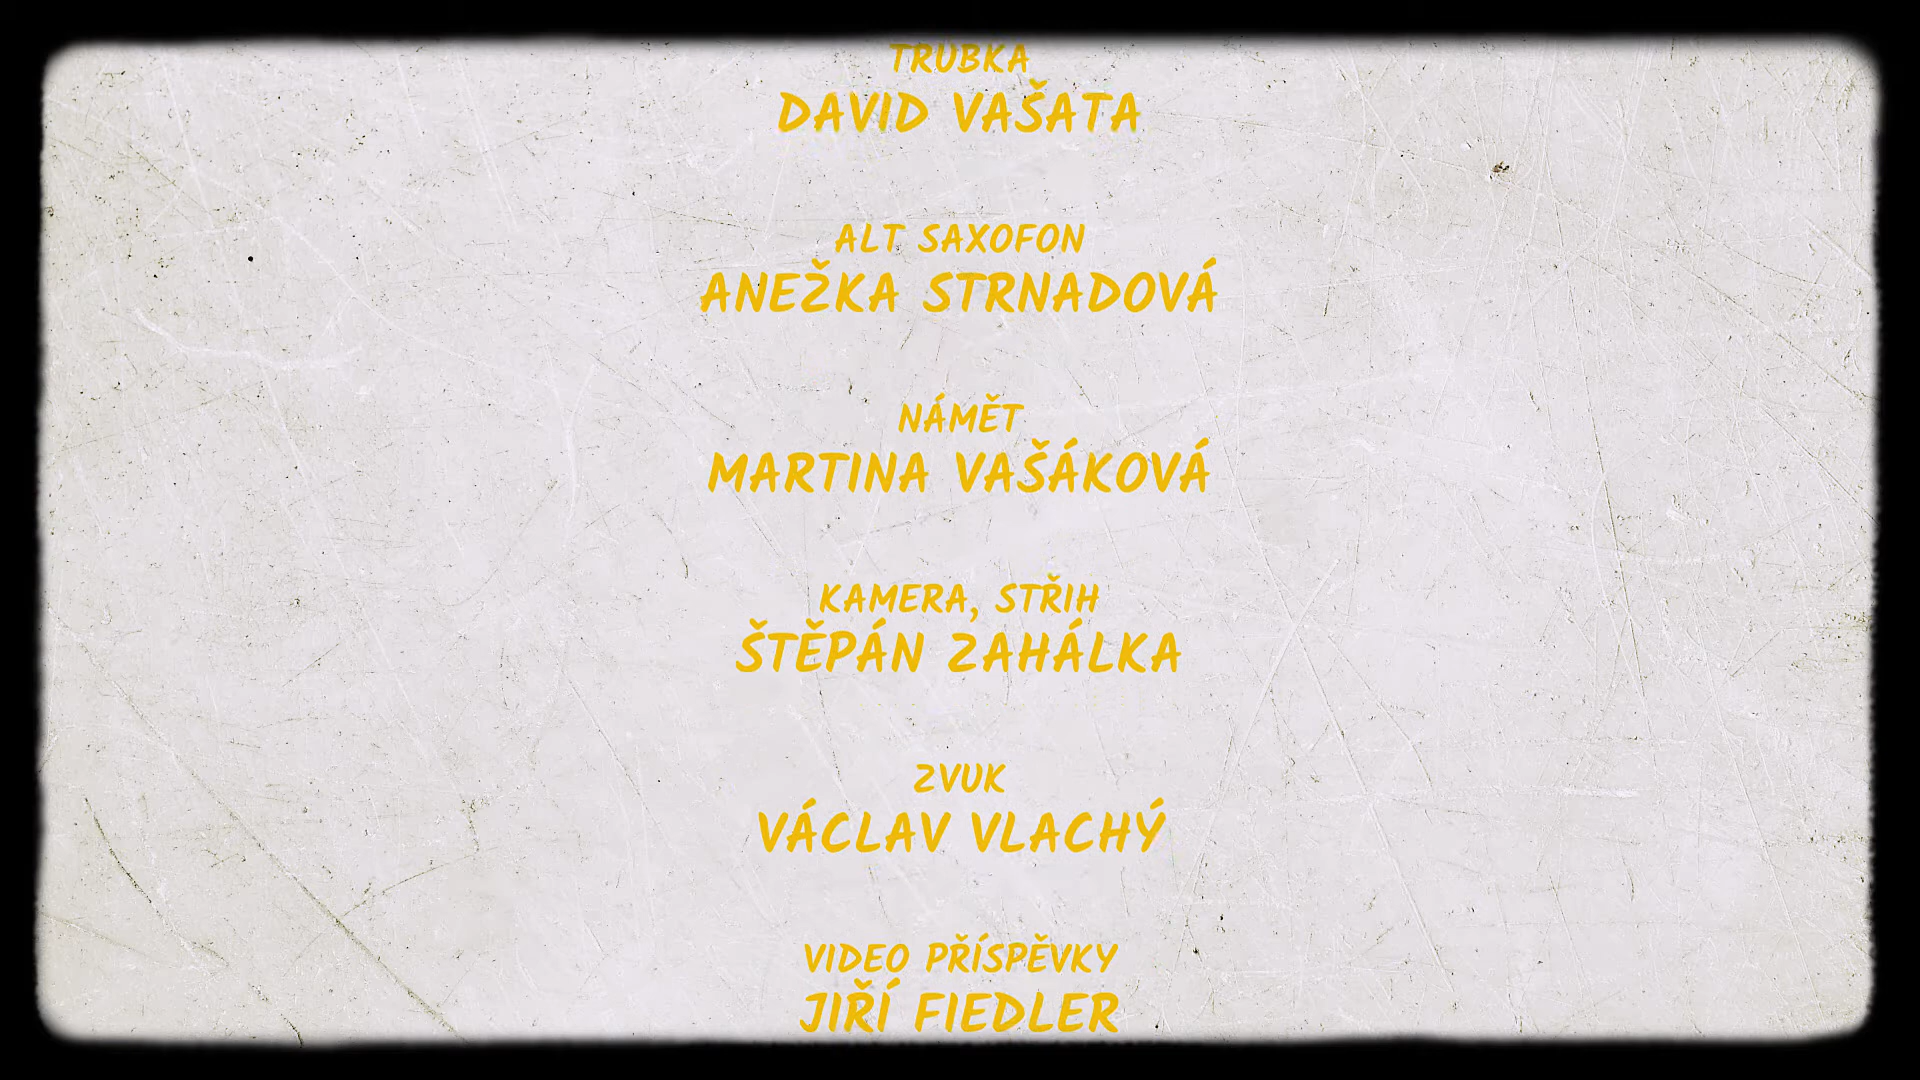 TRUBKA
DAVID VAŠATA
ALT SAXOFON
ANEŽKA STRNADOVÁ
NÁMĚT
MARTINA VAŠÁKOVÁ
KAMERA, STŘIH
ŠTĚPÁN ZAHÁLKA
ZVUK
VÁCLAV VLACHÝ
VIDEO PŘÍSPĚVKY
JIŘÍ FIEDLER